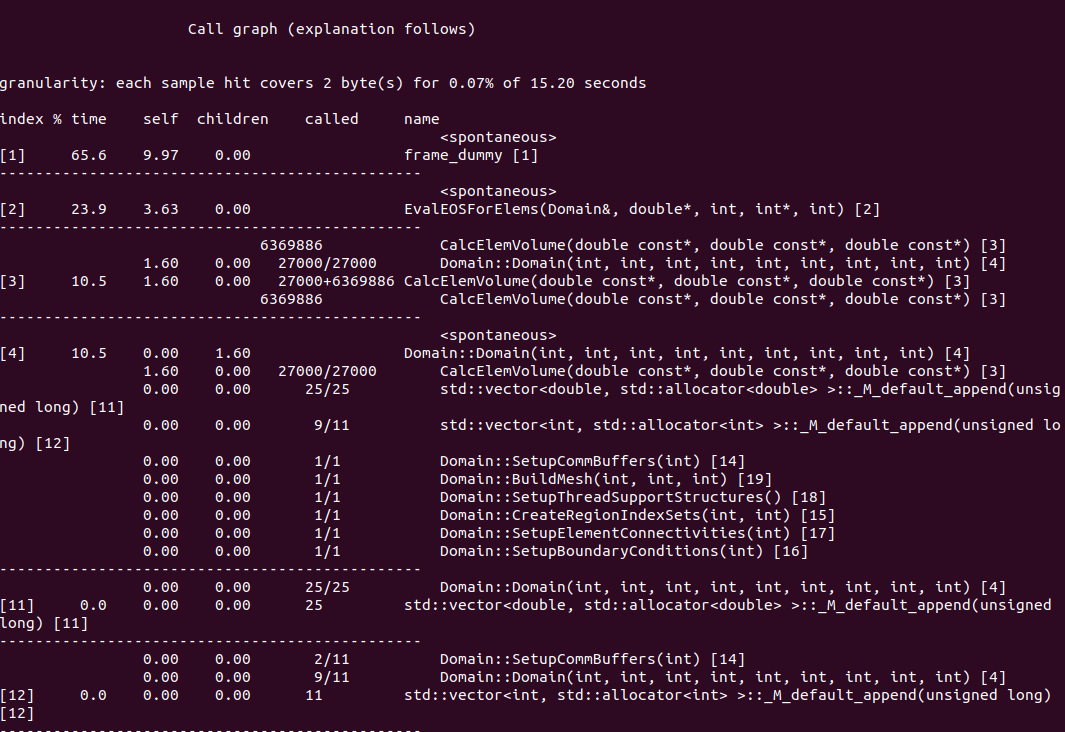 Call graph (explanation follows)
granularity: each sample hit covers 2 byte(s) for 0.07% of 15.20 seconds
index % time    self  children    called     name
                                                 <spontaneous>
[1]     65.6    9.97    0.00                 frame_dummy [1]
-----------------------------------------------
                                                 <spontaneous>
[2]     23.9    3.63    0.00                 EvalEOSForElems(Domain&, double*, int, int*, int) [2]
-----------------------------------------------
                             6369886             CalcElemVolume(double const*, double const*, double const*) [3]
                1.60    0.00   27000/27000       Domain::Domain(int, int, int, int, int, int, int, int, int) [4]
[3]     10.5    1.60    0.00   27000+6369886 CalcElemVolume(double const*, double const*, double const*) [3]
                             6369886             CalcElemVolume(double const*, double const*, double const*) [3]
-----------------------------------------------
                                                 <spontaneous>
[4]     10.5    0.00    1.60                 Domain::Domain(int, int, int, int, int, int, int, int, int) [4]
                1.60    0.00   27000/27000       CalcElemVolume(double const*, double const*, double const*) [3]
                0.00    0.00      25/25          std::vector<double, std::allocator<double> >::_M_default_append(unsig
ned long) [11]
                0.00    0.00       9/11          std::vector<int, std::allocator<int> >::_M_default_append(unsigned lo
ng) [12]
                0.00    0.00       1/1           Domain::SetupCommBuffers(int) [14]
                0.00    0.00       1/1           Domain::BuildMesh(int, int, int) [19]
                0.00    0.00       1/1           Domain::SetupThreadSupportStructures() [18]
                0.00    0.00       1/1           Domain::CreateRegionIndexSets(int, int) [15]
                0.00    0.00       1/1           Domain::SetupElementConnectivities(int) [17]
                0.00    0.00       1/1           Domain::SetupBoundaryConditions(int) [16]
-----------------------------------------------
                0.00    0.00      25/25          Domain::Domain(int, int, int, int, int, int, int, int, int) [4]
[11]     0.0    0.00    0.00      25         std::vector<double, std::allocator<double> >::_M_default_append(unsigned
long) [11]
-----------------------------------------------
                0.00    0.00       2/11          Domain::SetupCommBuffers(int) [14]
                0.00    0.00       9/11          Domain::Domain(int, int, int, int, int, int, int, int, int) [4]
[12]     0.0    0.00    0.00      11         std::vector<int, std::allocator<int> >::_M_default_append(unsigned long)
[12]
-----------------------------------------------